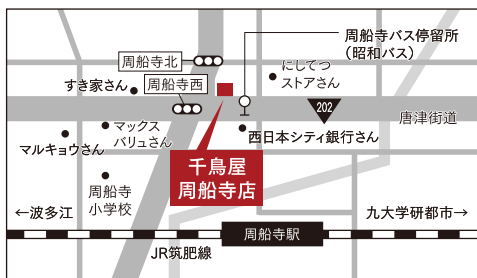 周船寺バス停留所
（昭和バス）
周船寺北
にしてつ
ストアさん
すき家さん
周船寺西
202
唐津街道
マックス
バリュさん
マルキョウさん
西日本シティ銀行さん
千鳥屋
周船寺店
周船寺
小学校
←波多江
九大学研都市→
周船寺駅
JR筑肥線